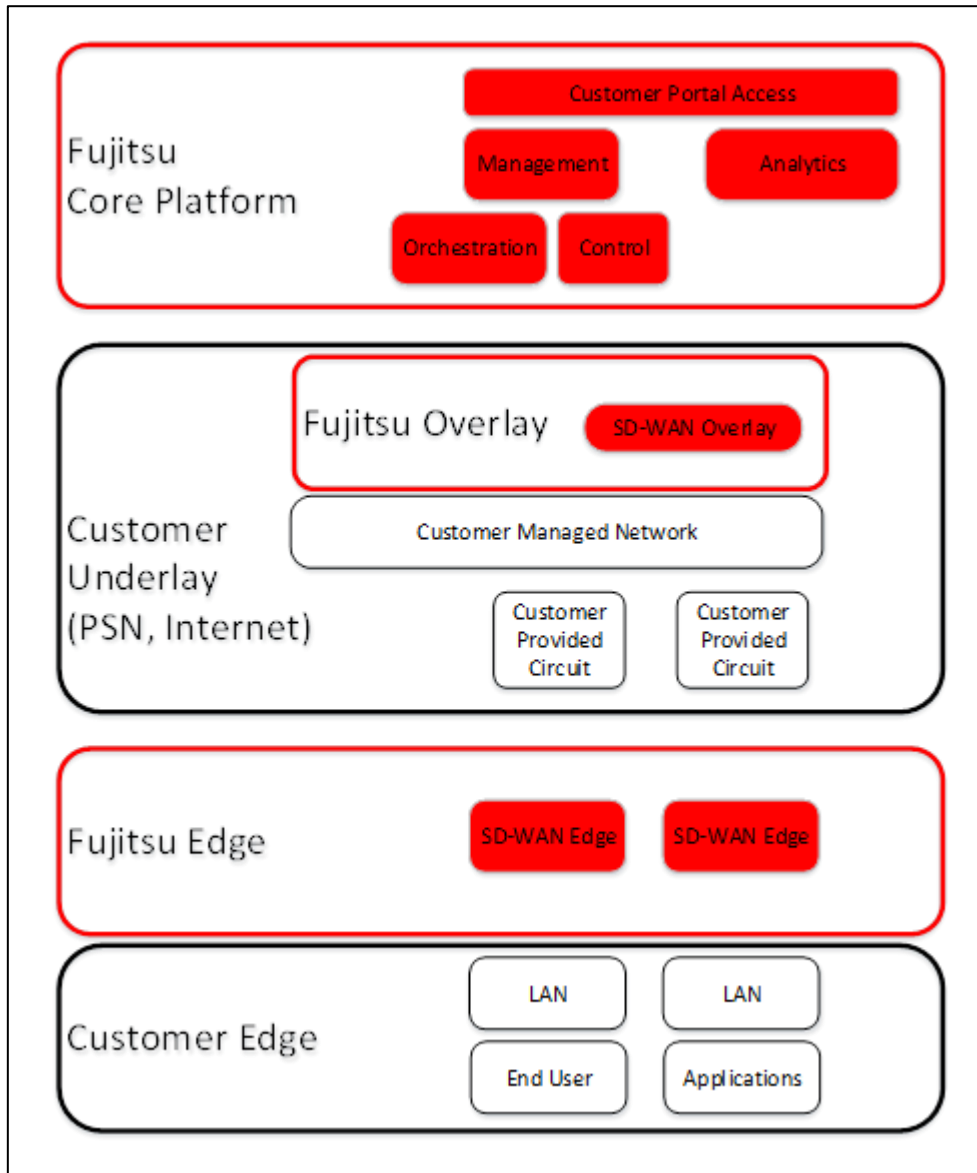 Customer Portal Access
Fujitsu
Core Platform
Management
Analytics
Orchestration
Control
Fujitsu Overlay
SD-WAN Overlay
Customer
Underlay
(PSN, Internet)
Customer Managed Network
Customer
Provided
Circuit
Customer
Provided
Circuit
Fujitsu Edge
SD-WAN Edge
SD-WAN Edge
Customer Edge
LAN
LAN
End User
Applications